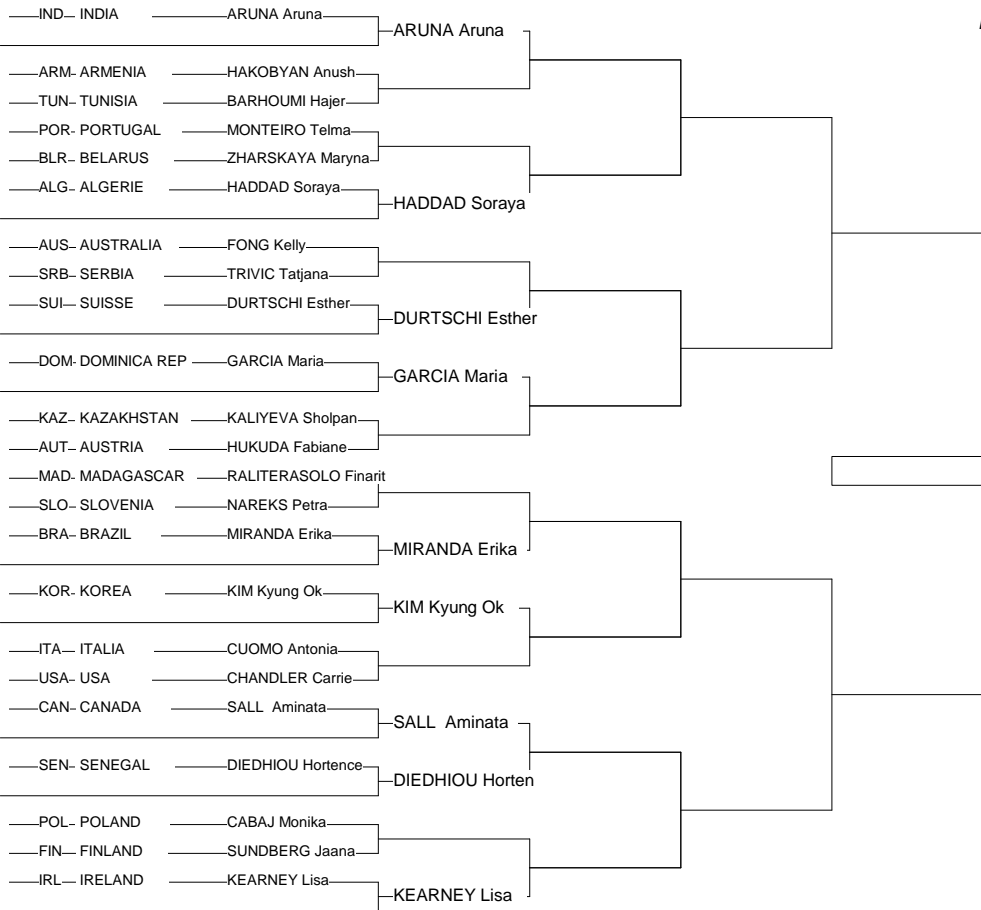 IND INDIA ARUNA Aruna
ARUNA Aruna
ARM ARMENIA HAKOBYAN Anush
TUN TUNISIA BARHOUMI Hajer
POR PORTUGAL MONTEIRO Telma
BLR BELARUS ZHARSKAYA Maryna
ALG ALGERIE HADDAD Soraya
HADDAD Soraya
AUS AUSTRALIA FONG Kelly
SRB SERBIA TRIVIC Tatjana
SUI SUISSE DURTSCHI Esther
DURTSCHI Esther
DOM DOMINICA REP GARCIA Maria
GARCIA Maria
KAZ KAZAKHSTAN KALIYEVA Sholpan
AUT AUSTRIA HUKUDA Fabiane
MAD MADAGASCAR RALITERASOLO Finarit
SLO SLOVENIA NAREKS Petra
BRA BRAZIL MIRANDA Erika
MIRANDA Erika
KOR KOREA KIM Kyung Ok
KIM Kyung Ok
ITA ITALIA CUOMO Antonia
USA USA CHANDLER Carrie
CAN CANADA SALL Aminata
SALL Aminata
SEN SENEGAL DIEDHIOU Hortence
DIEDHIOU Horten
POL POLAND CABAJ Monika
FIN FINLAND SUNDBERG Jaana
IRL IRELAND KEARNEY Lisa
KEARNEY Lisa